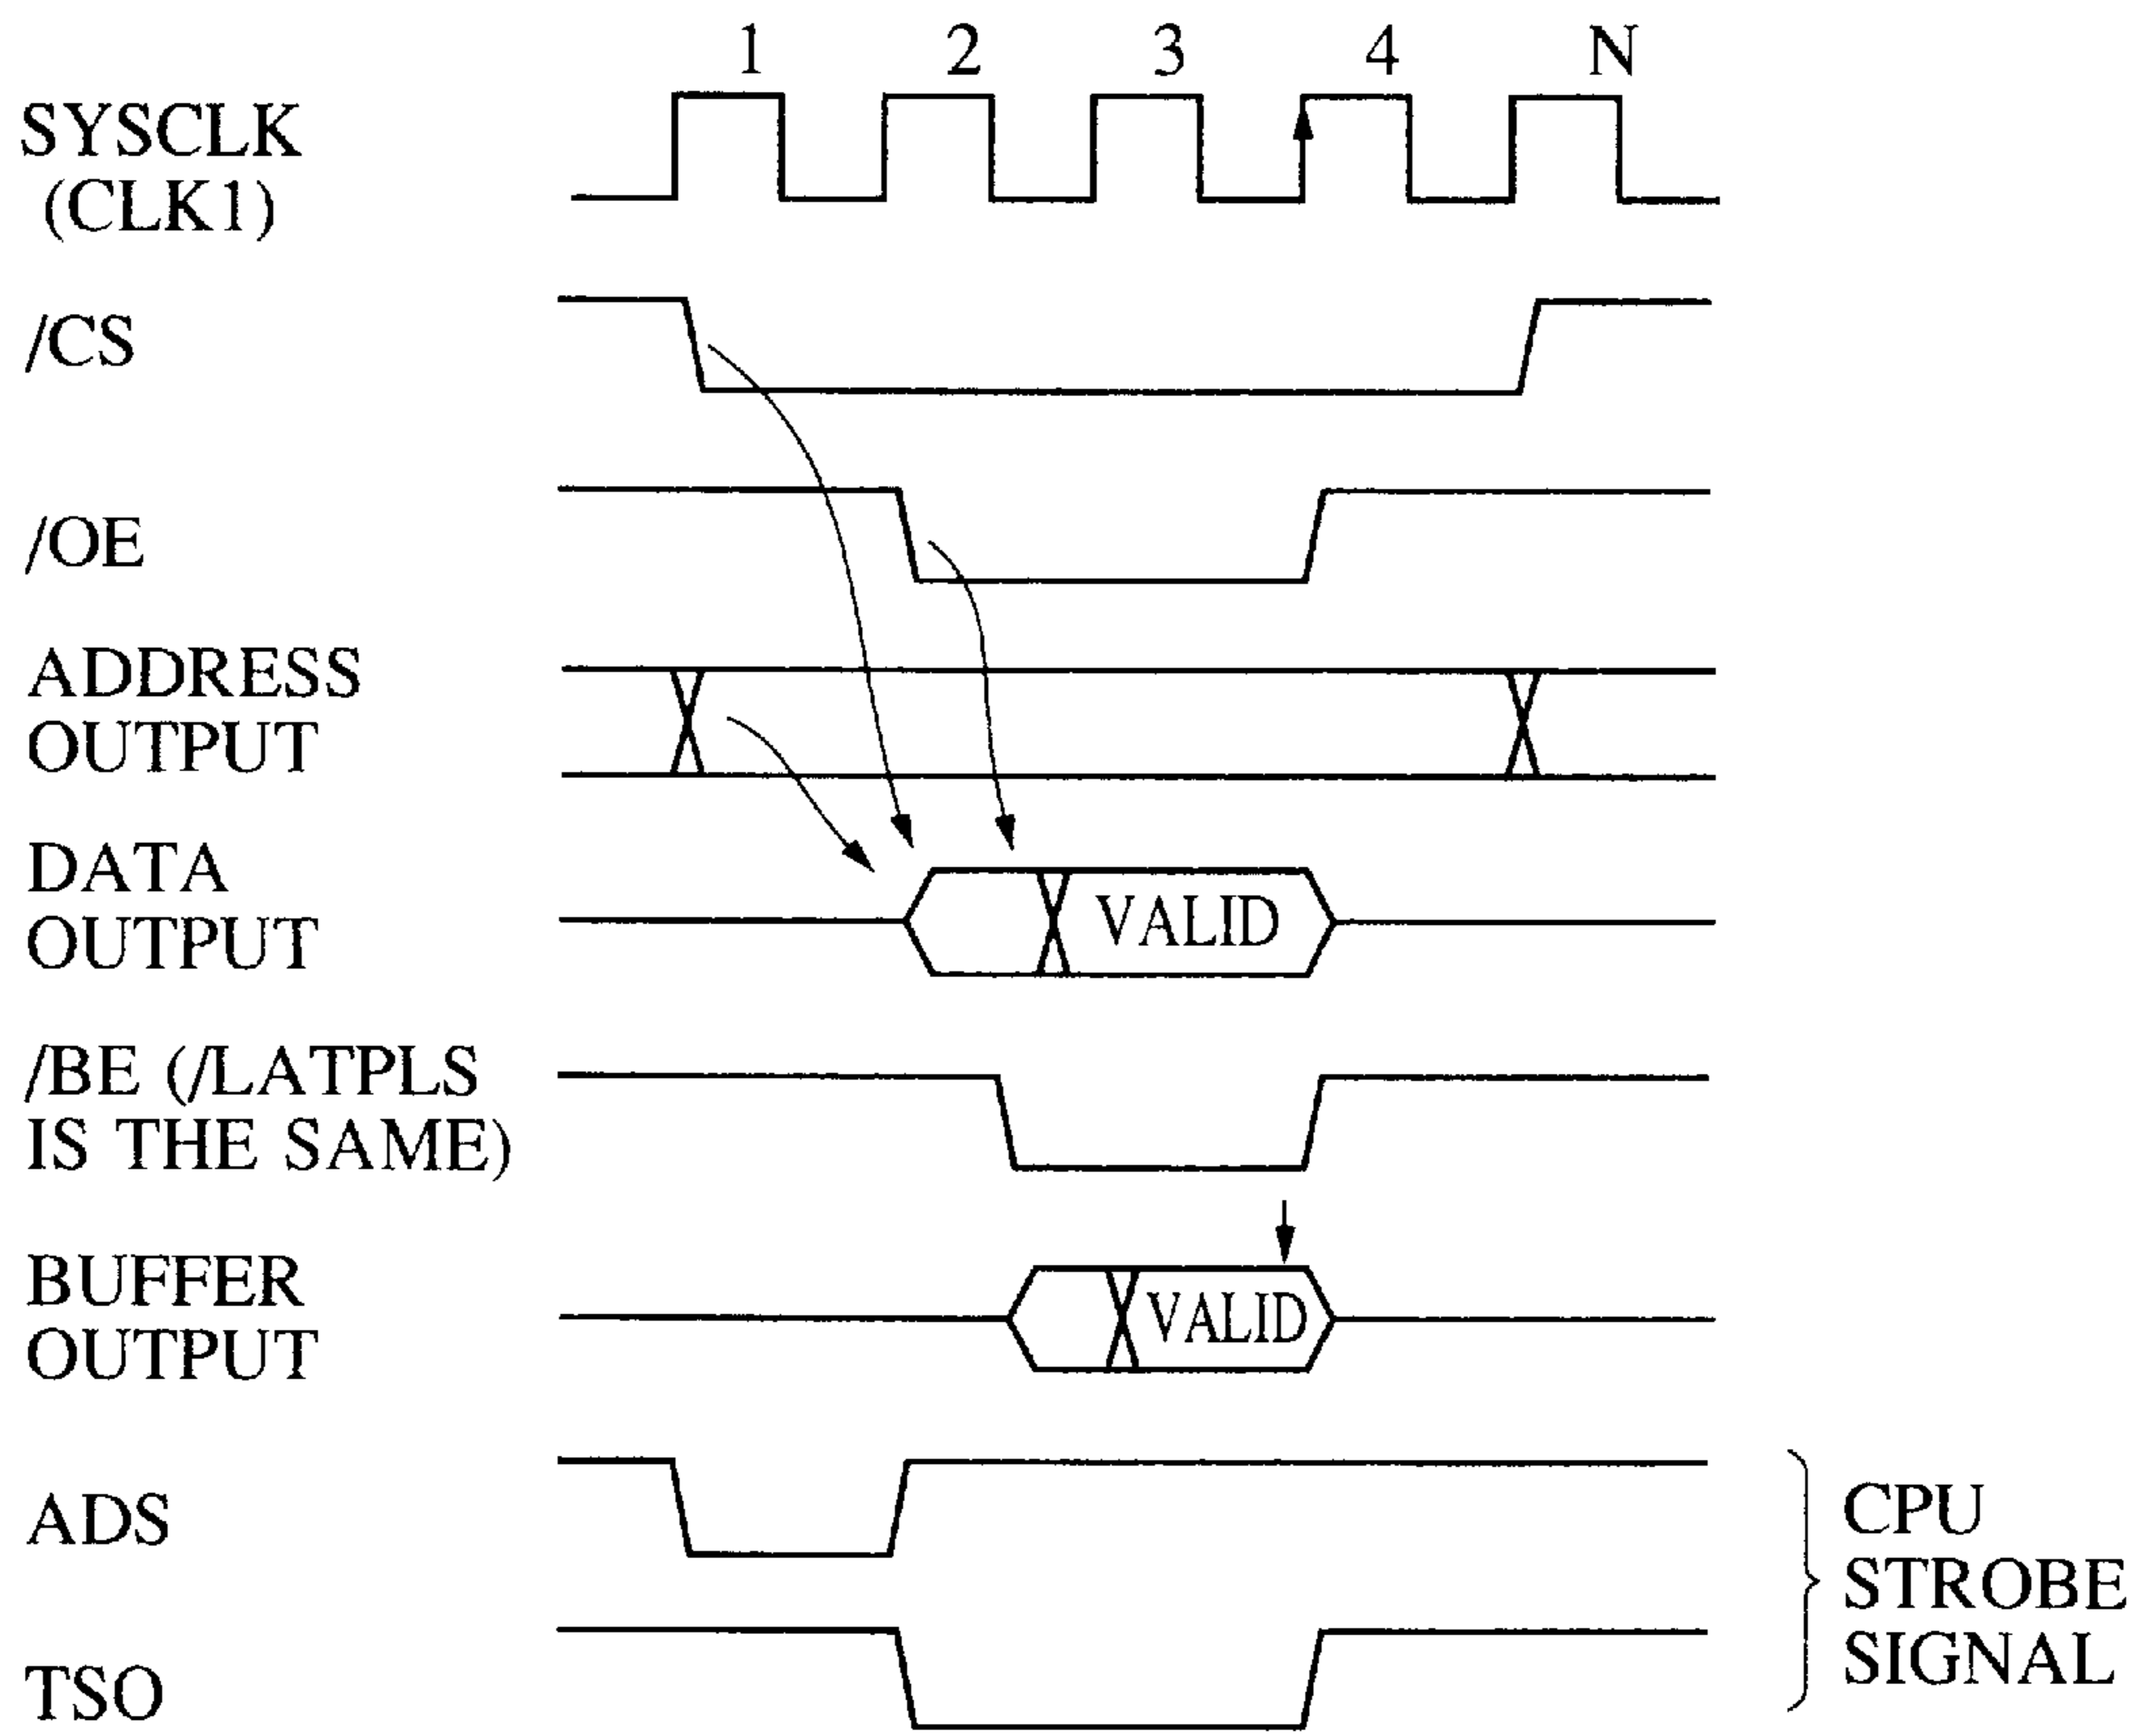 1 2 3 4 N
SYSCLK
(CLK1)
/CS
/OE
ADDRESS
OUTPUT
DATA
OUTPUT
VALID
/BE (/LATPLS
IS THE SAME)
BUFFER
OUTPUT
VALID
ADS
TSO
CPU
STROBE
SIGNAL